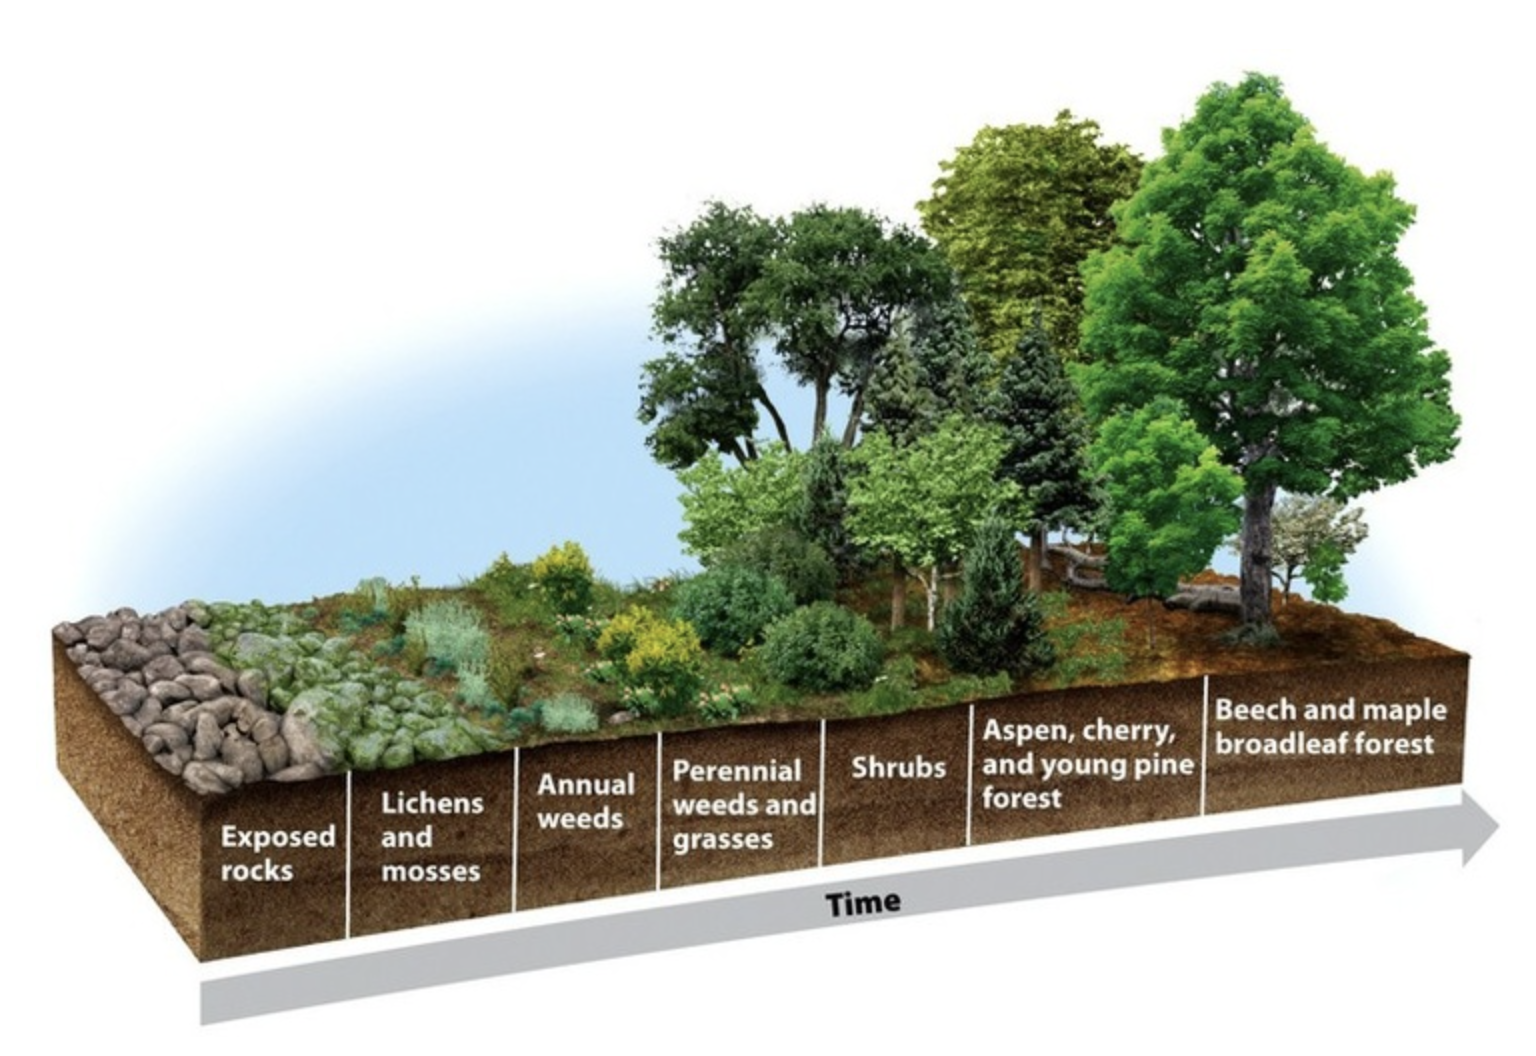 Exposed
rocks
Lichens
and
mosses
Annual
weeds
Perennial
weeds and
grasses
Shrubs
Aspen, cherry,
and young pine
forest
Beech and maple
broadleaf forest
Time